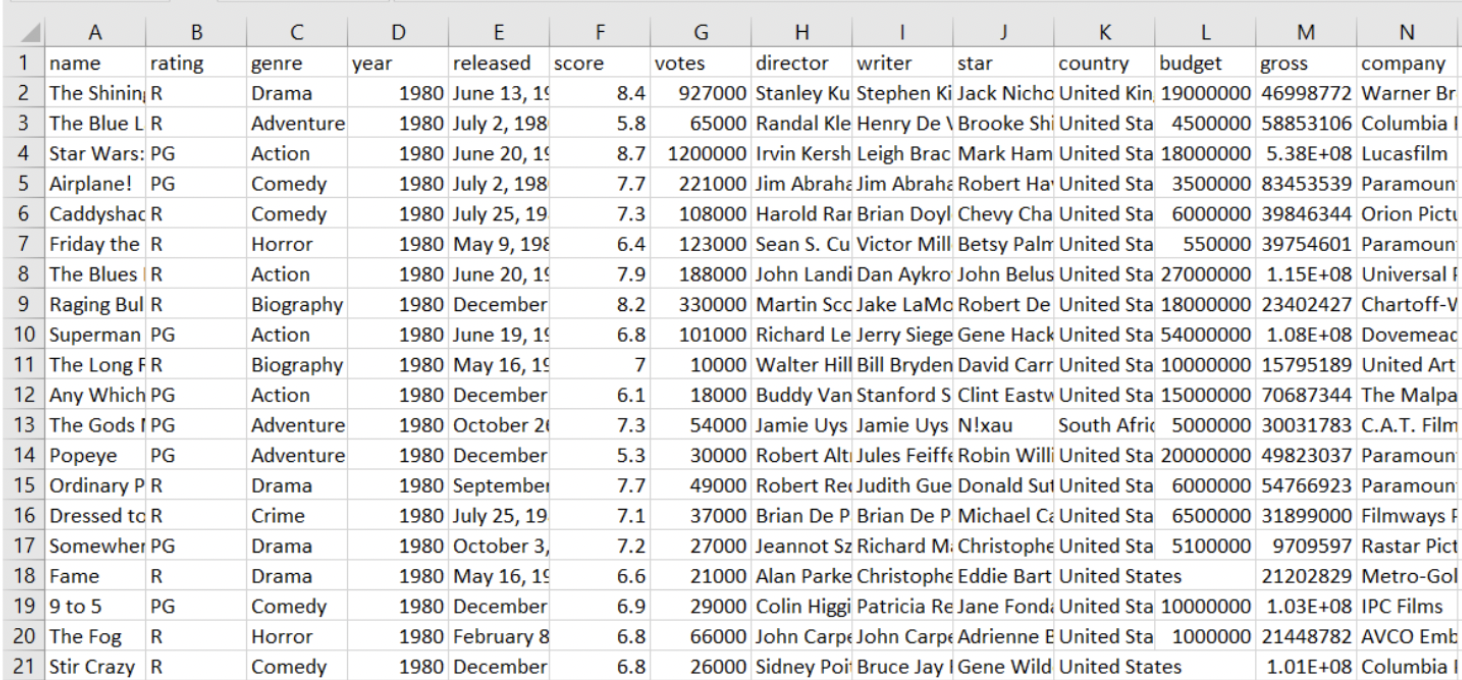 A B C D E F G H I J K L M N
1 name rating genre year released score votes director writer star country budget gross company
2 The Shining R Drama 1980 June 13, 19 8.4 927000 Stanley Ku Stephen Ki Jack Nicho United Kin 19000000 46998772 Warner Br
3 The Blue L R Adventure 1980 July 2, 198 5.8 65000 Randal Kle Henry De V Brooke Shi United Sta 4500000 58853106 Columbia
4 Star Wars: PG Action 1980 June 20, 19 8.7 1200000 Irvin Kersh Leigh Brac Mark Ham United Sta 18000000 5.38E+08 Lucasfilm
5 Airplane! PG Comedy 1980 July 2, 198 7.7 221000 Jim Abraha Jim Abraha Robert Hay United Sta 3500000 83453539 Paramoun
6 Caddyshac R Comedy 1980 July 25, 19 7.3 108000 Harold Rar Brian Doyl Chevy Cha United Sta 6000000 39846344 Orion Pictu
7 Friday the R Horror 1980 May 9, 198 6.4 123000 Sean S. Cu Victor Mill Betsy Palm United Sta 550000 39754601 Paramoun
8 The Blues R Action 1980 June 20, 19 7.9 188000 John Landi Dan Aykro John Belus United Sta 27000000 1.15E+08 Universal
9 Raging Bul R Biography 1980 December 8.2 330000 Martin Scc Jake LaMo Robert De United Sta 18000000 23402427 Chartoff-W
10 Superman PG Action 1980 June 19, 19 6.8 101000 Richard Le Jerry Siege Gene Hack United Sta 54000000 1.08E+08 Dovemead
11 The Long R R Biography 1980 May 16, 19 7 10000 Walter Hill Bill Bryden David Carr United Sta 10000000 15795189 United Art
12 Any Which PG Action 1980 December 6.1 18000 Buddy Van Stanford S Clint Eastw United Sta 15000000 70687344 The Malpa
13 The Gods PG Adventure 1980 October 26 7.3 54000 Jamie Uys Jamie Uys N!xau South Afric 5000000 30031783 C.A.T. Film
14 Popeye PG Adventure 1980 December 5.3 30000 Robert Alt Jules Feiffe Robin Willi United Sta 20000000 49823037 Paramoun
15 Ordinary P R Drama 1980 September 7.7 49000 Robert Red Judith Gue Donald Sut United Sta 6000000 54766923 Paramoun
16 Dressed to R Crime 1980 July 25, 19 7.1 37000 Brian De P Brian De P Michael Ca United Sta 6500000 31899000 Filmways
17 Somewher PG Drama 1980 October 3, 7.2 27000 Jeannot Sz Richard Ma Christophe United Sta 5100000 9709597 Rastar Pict
18 Fame R Drama 1980 May 16, 19 6.6 21000 Alan Parke Christophe Eddie Bart United States 21202829 Metro-Gol
19 9 to 5 PG Comedy 1980 December 6.9 29000 Colin Higgi Patricia Re Jane Fonda United Sta 10000000 1.03E+08 IPC Films
20 The Fog R Horror 1980 February 8 6.8 66000 John Carpe John Carpe Adrienne B United Sta 1000000 21448782 AVCO Emb
21 Stir Crazy R Comedy 1980 December 6.8 26000 Sidney Poi Bruce Jay Gene Wild United States 1.01E+08 Columbia